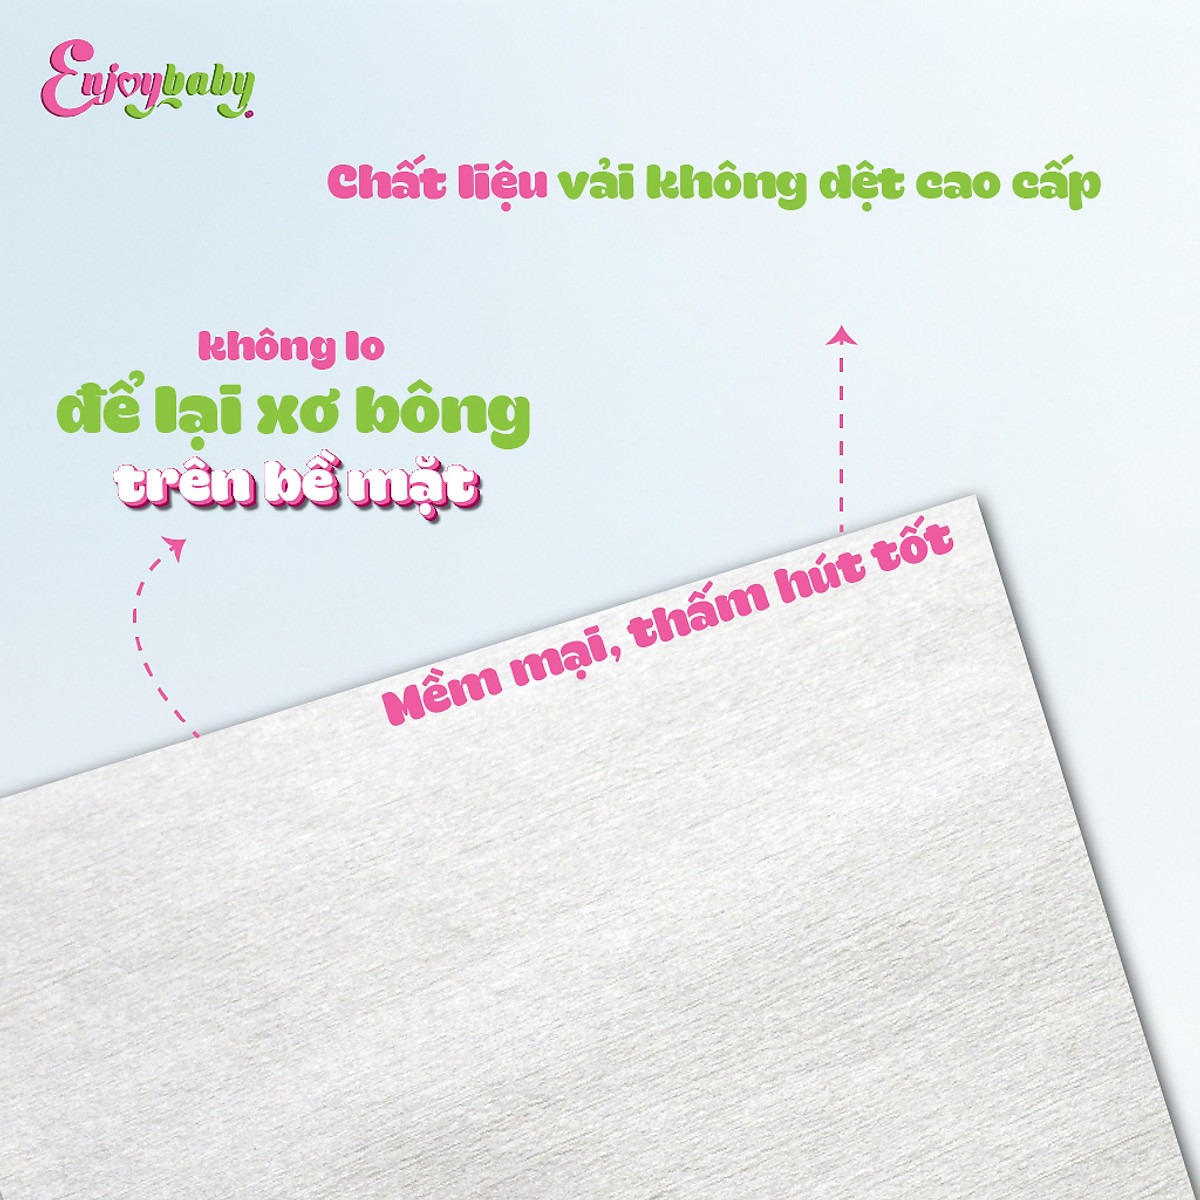 Enjoybaby
Chất liệu vải không dệt cao cấp
không lo
để lại xơ bông
trên bề mặt
Mềm mại, thấm hút tốt